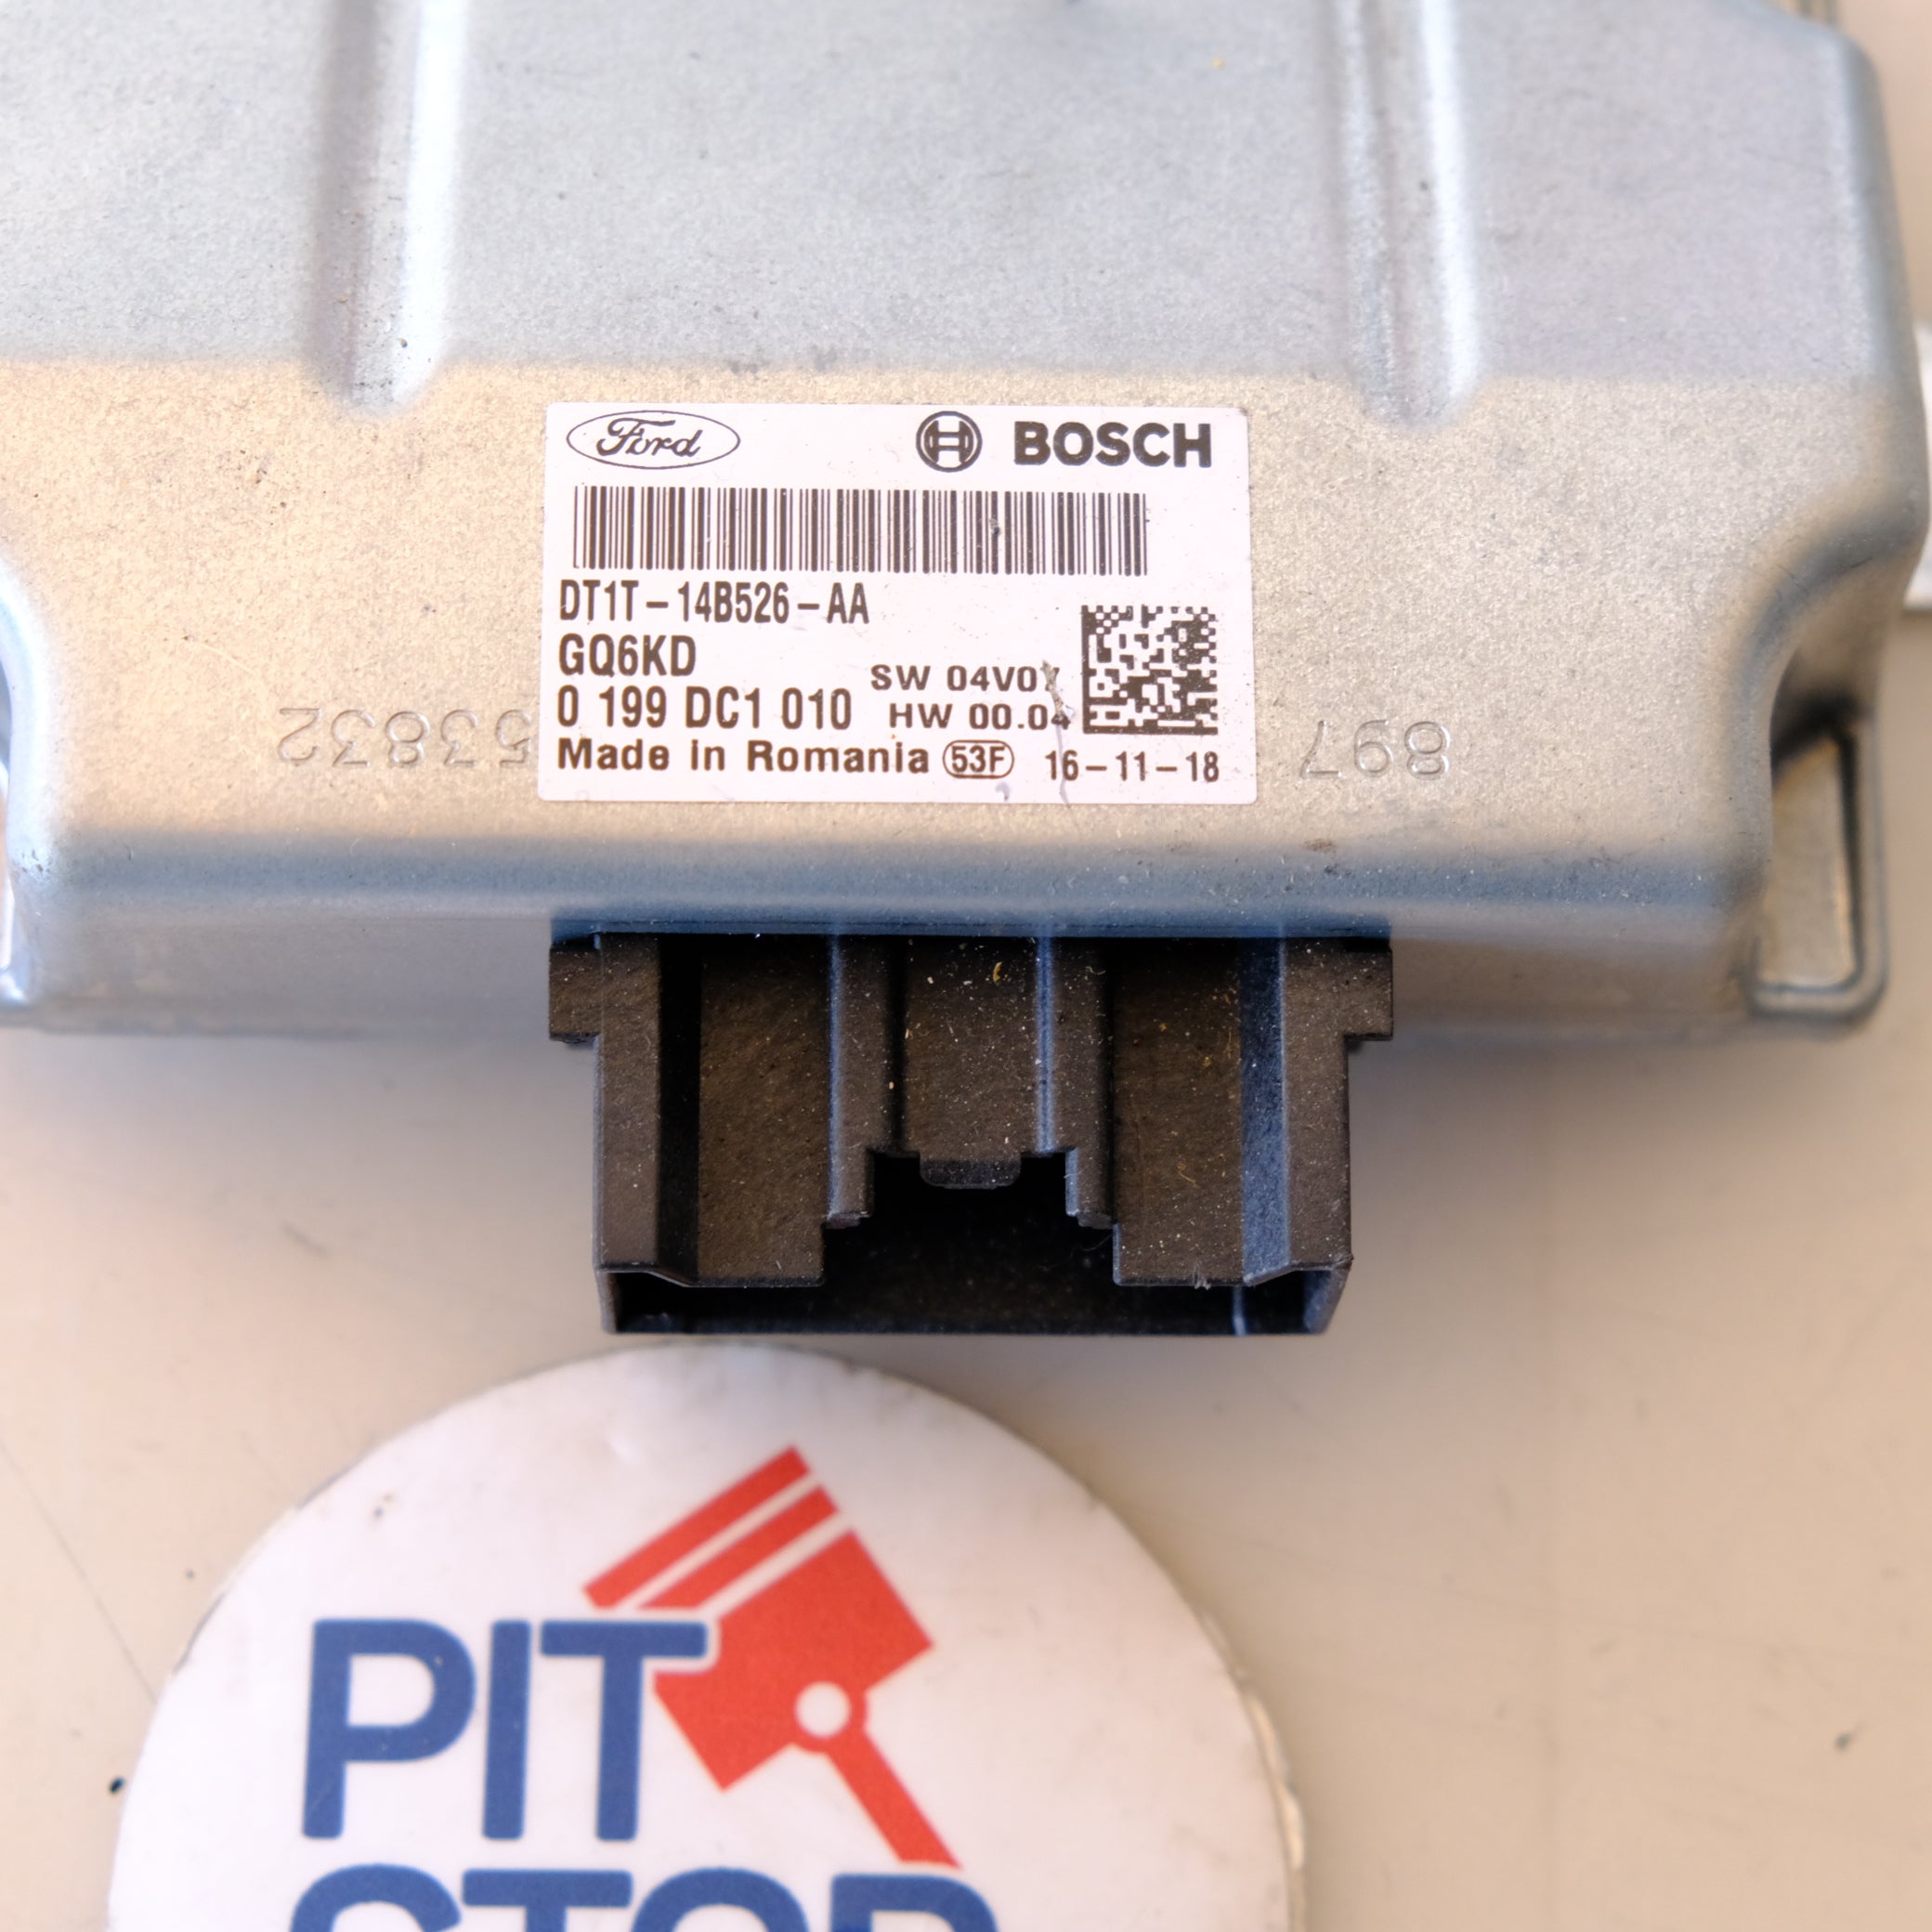 Ford BOSCH
DT1T-14B526-AA
GQ6KD
SW 04V07
0 199 DC1 010 HW 00.04
Made in Romania 53F 16-11-18
53832
897
PIT
STOP